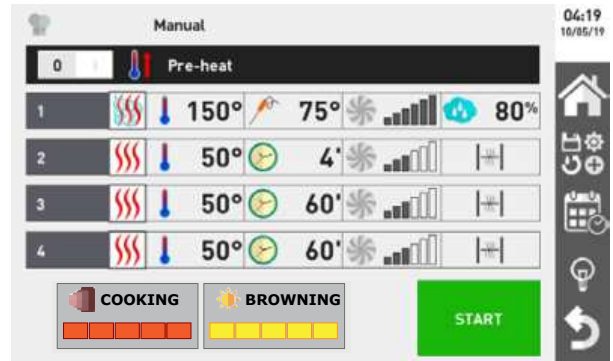 Manual
04:19
10/05/19
0 1 Pre-heat
1 150° 75° 80%
2 50° 4'
3 50° 60'
4 50° 60'
COOKING BROWNING
START